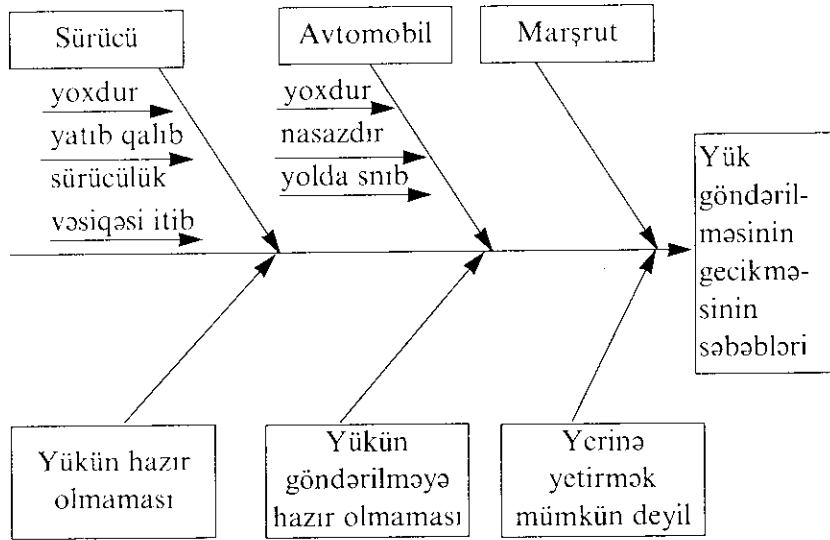 Sürücü
Avtomobil
Marşrut
yoxdur
yatıb qalıb
sürücülük
vəsiqəsi itib
yoxdur
nasazdır
yolda snıb
Yük
göndəril-
məsinin
gecikmə-
sinin
səbəbləri
Yükün hazır
olmaması
Yükün
göndərilməyə
hazır olmaması
Yerinə
yetirmək
mümkün deyil